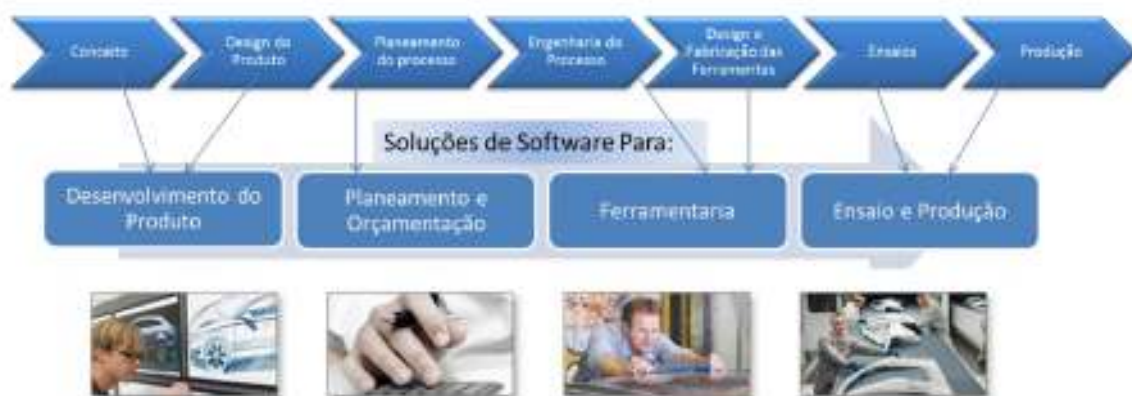 Conceito
Design do
Produto
Planeamento
do processo
Engenharia do
Processo
Design e
Fabricação das
Ferramentas
Ensaios
Produção
Soluções de Software Para:
Desenvolvimento do
Produto
Planeamento e
Orçamentação
Ferramentaria
Ensaio e Produção